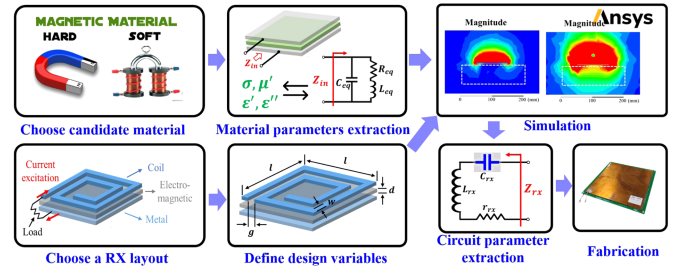 MAGNETIC MATERIAL
HARD
SOFT
Choose candidate material
Z_in
σ, μ′
ε′, ε″
Z_in
C_eq
R_eq
L_eq
Material parameters extraction
Ansys
Magnitude
Magnitude
0 100 200 (mm)
0 100 200 (mm)
Simulation
Current
excitation
Coil
Electro-
magnetic
Metal
Load
Choose a RX layout
l
l
d
w
g
Define design variables
C_rx
L_rx
Z_rx
r_rx
Circuit parameter
extraction
Fabrication